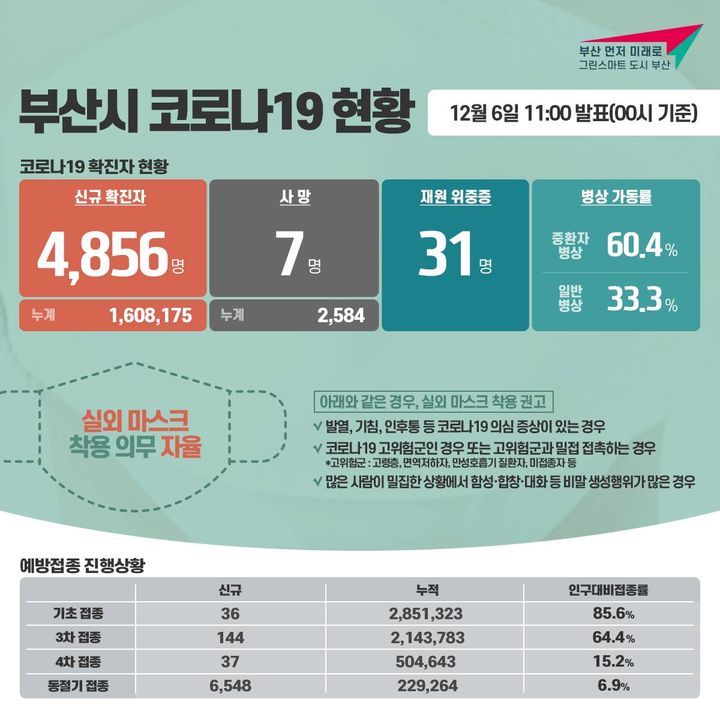 부산 먼저 미래로
그린스마트 도시 부산
부산시 코로나19 현황
12월 6일 11:00 발표(00시 기준)
코로나19 확진자 현황
신규 확진자
4,856명
누계 1,608,175
사 망
7명
누계 2,584
재원 위중증
31명
병상 가동률
중환자
병상 60.4%
일반
병상 33.3%
실외 마스크
착용 의무 자율
아래와 같은 경우, 실외 마스크 착용 권고
✓ 발열, 기침, 인후통 등 코로나19 의심 증상이 있는 경우
✓ 코로나19 고위험군인 경우 또는 고위험군과 밀접 접촉하는 경우
*고위험군 : 고령층, 면역저하자, 만성호흡기 질환자, 미접종자 등
✓ 많은 사람이 밀집한 상황에서 함성·합창·대화 등 비말 생성행위가 많은 경우
예방접종 진행상황
신규 누적 인구대비접종률
기초 접종 36 2,851,323 85.6%
3차 접종 144 2,143,783 64.4%
4차 접종 37 504,643 15.2%
동절기 접종 6,548 229,264 6.9%